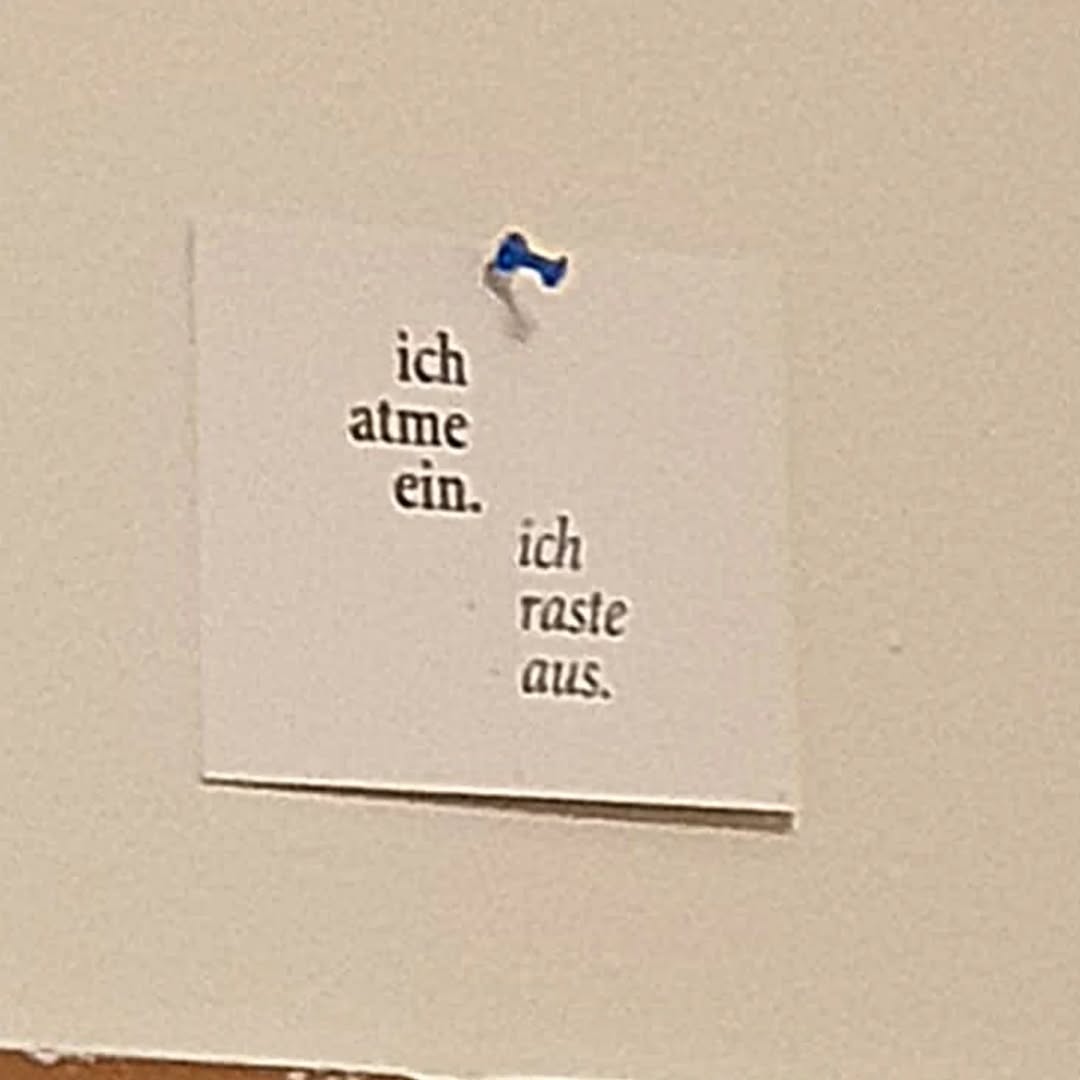 ich
atme
ein.
ich
raste
aus.